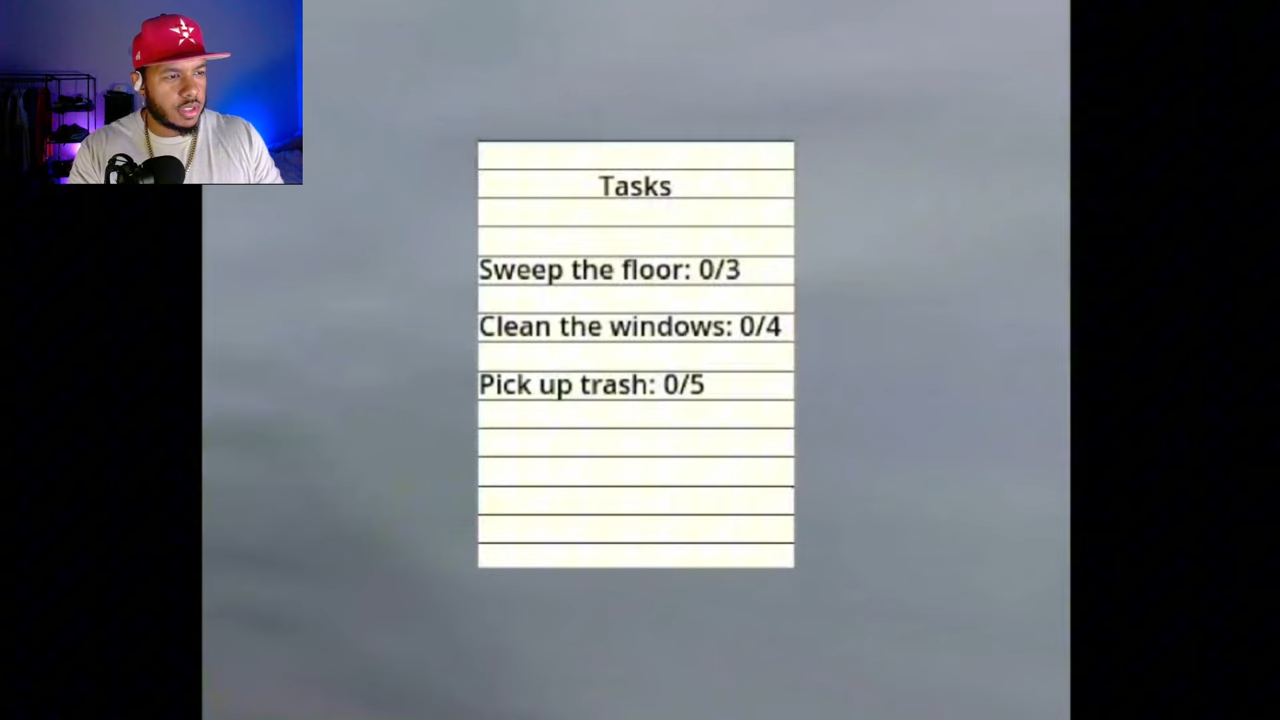 Tasks
Sweep the floor: 0/3
Clean the windows: 0/4
Pick up trash: 0/5